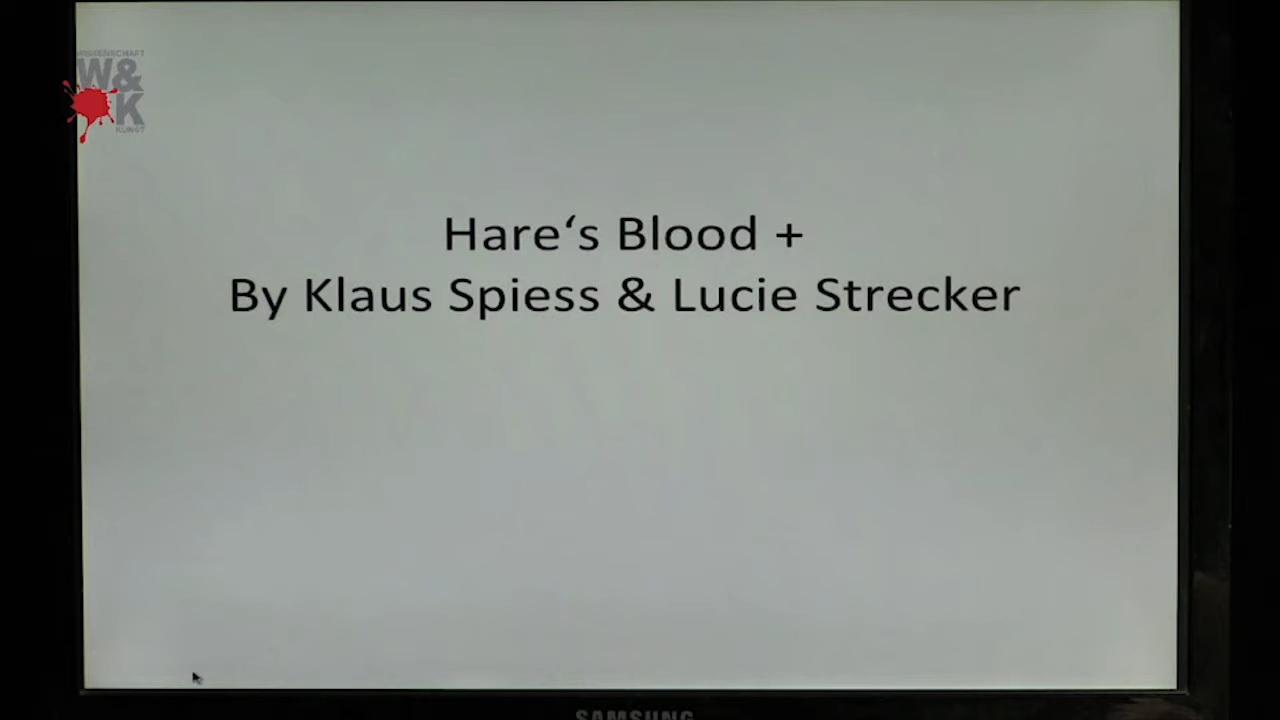 WISSENSCHAFT
W&
K
KUNST
Hare‘s Blood +
By Klaus Spiess & Lucie Strecker
SAMSUNG